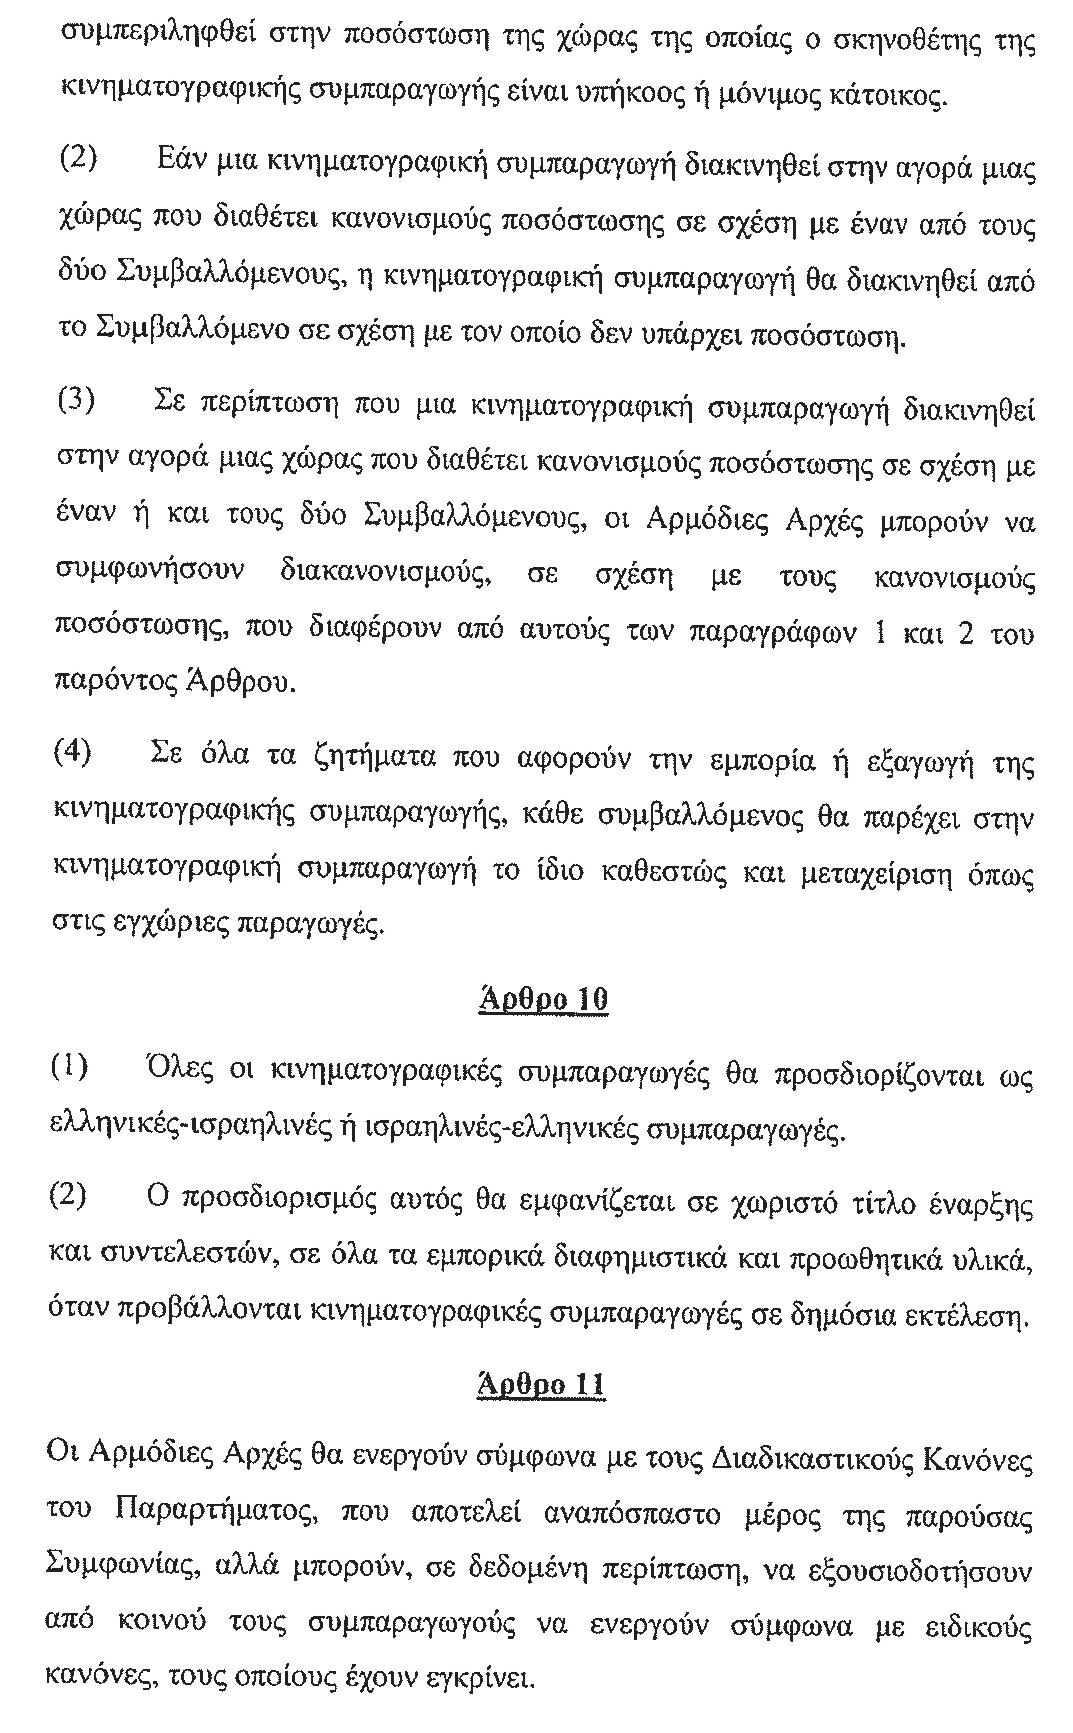 συμπεριληφθεί στην ποσόστωση της χώρας της οποίας ο σκηνοθέτης της
κινηματογραφικής συμπαραγωγής είναι υπήκοος ή μόνιμος κάτοικος.
(2) Εάν μια κινηματογραφική συμπαραγωγή διακινηθεί στην αγορά μιας
χώρας που διαθέτει κανονισμούς ποσόστωσης σε σχέση με έναν από τους
δύο Συμβαλλόμενους, η κινηματογραφική συμπαραγωγή θα διακινηθεί από
το Συμβαλλόμενο σε σχέση με τον οποίο δεν υπάρχει ποσόστωση.
(3) Σε περίπτωση που μια κινηματογραφική συμπαραγωγή διακινηθεί
στην αγορά μιας χώρας που διαθέτει κανονισμούς ποσόστωσης σε σχέση με
έναν ή και τους δύο Συμβαλλόμενους, οι Αρμόδιες Αρχές μπορούν να
συμφωνήσουν διακανονισμούς, σε σχέση με τους κανονισμούς
ποσόστωσης, που διαφέρουν από αυτούς των παραγράφων 1 και 2 του
παρόντος Άρθρου.
(4) Σε όλα τα ζητήματα που αφορούν την εμπορία ή εξαγωγή της
κινηματογραφικής συμπαραγωγής, κάθε συμβαλλόμενος θα παρέχει στην
κινηματογραφική συμπαραγωγή το ίδιο καθεστώς και μεταχείριση όπως
στις εγχώριες παραγωγές.
Άρθρο 10
(1) Όλες οι κινηματογραφικές συμπαραγωγές θα προσδιορίζονται ως
ελληνικές-ισραηλινές ή ισραηλινές-ελληνικές συμπαραγωγές.
(2) Ο προσδιορισμός αυτός θα εμφανίζεται σε χωριστό τίτλο έναρξης
και συντελεστών, σε όλα τα εμπορικά διαφημιστικά και προωθητικά υλικά,
όταν προβάλλονται κινηματογραφικές συμπαραγωγές σε δημόσια εκτέλεση.
Άρθρο 11
Οι Αρμόδιες Αρχές θα ενεργούν σύμφωνα με τους Διαδικαστικούς Κανόνες
του Παραρτήματος, που αποτελεί αναπόσπαστο μέρος της παρούσας
Συμφωνίας, αλλά μπορούν, σε δεδομένη περίπτωση, να εξουσιοδοτήσουν
από κοινού τους συμπαραγωγούς να ενεργούν σύμφωνα με ειδικούς
κανόνες, τους οποίους έχουν εγκρίνει.